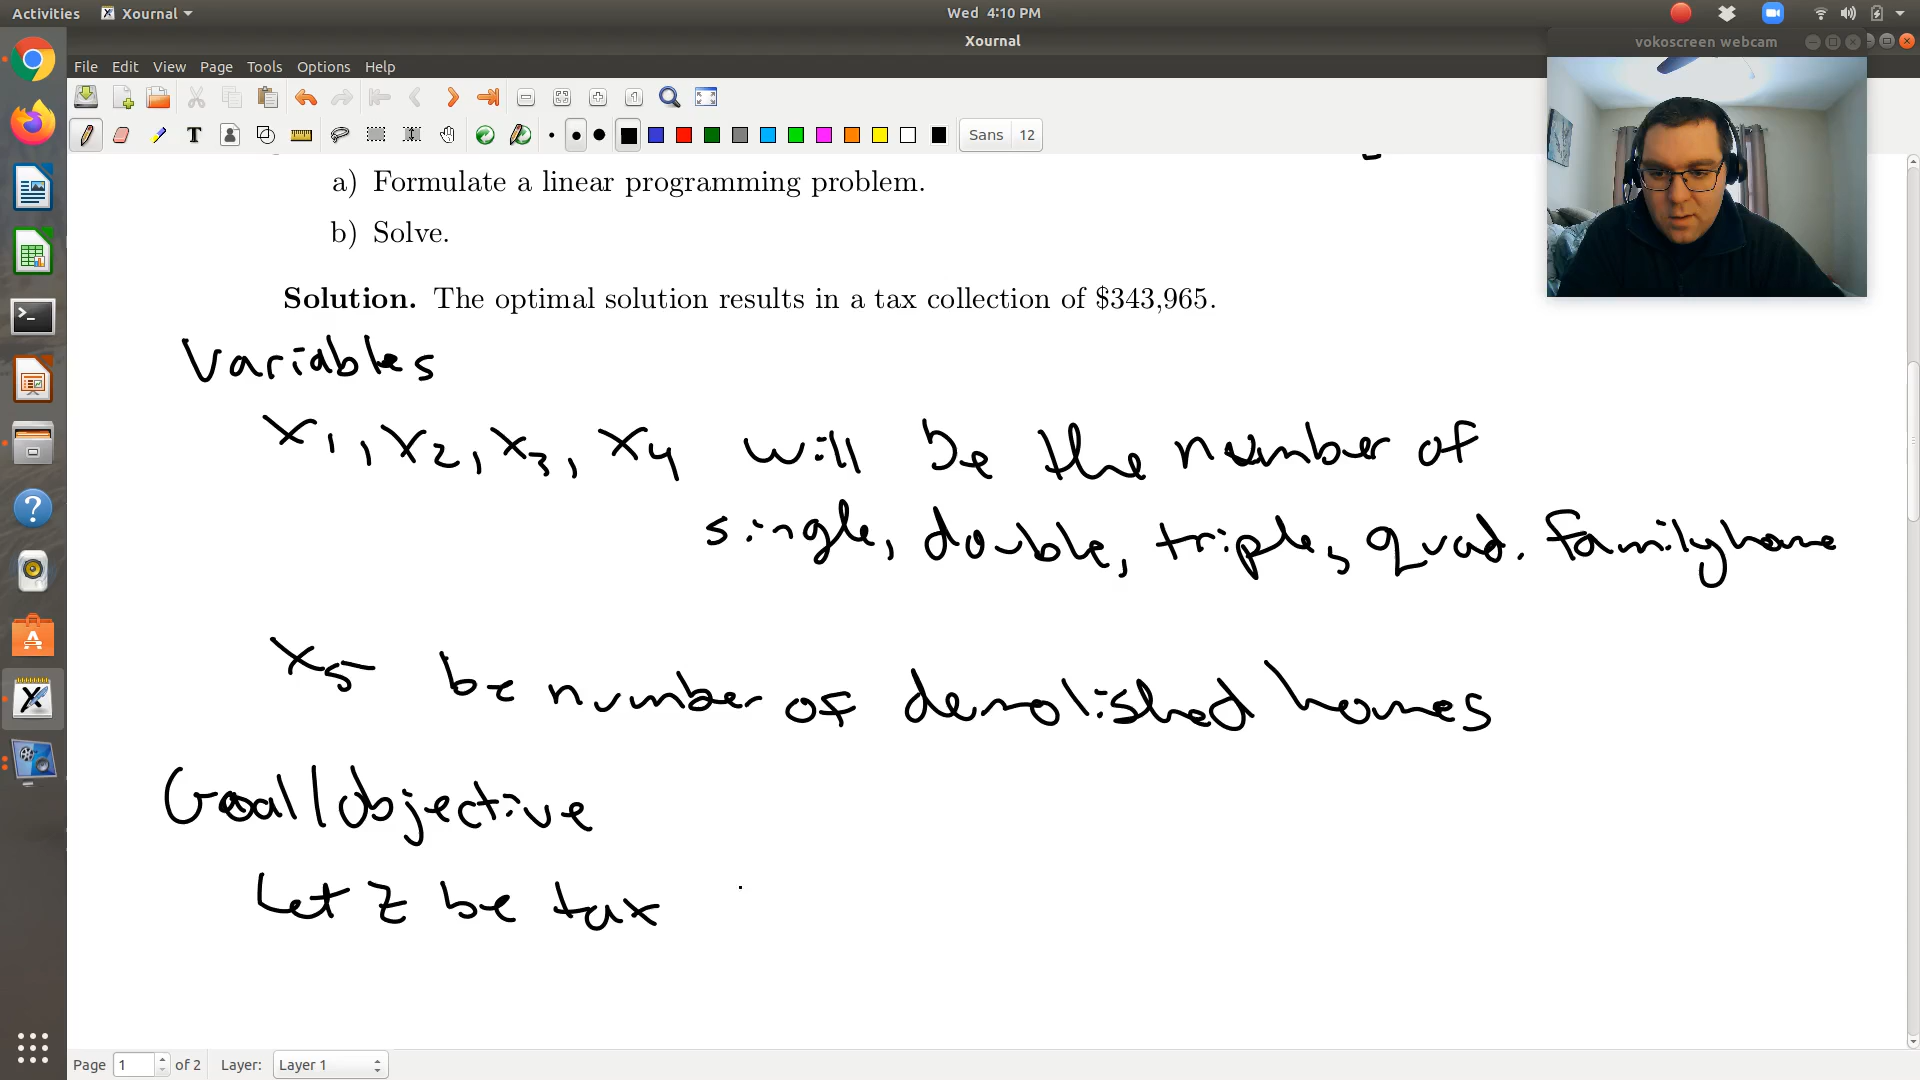 Activities Xournal Wed 4:10 PM
Xournal
vokoscreen webcam
File Edit View Page Tools Options Help
Sans 12
a) Formulate a linear programming problem.
b) Solve.
Solution. The optimal solution results in a tax collection of $343,965.
Variables
x1, x2, x3, x4 will be the number of
single, double, triple, quad. family home
x5 be number of demolished homes
Goal/Objective
Let z be tax
Page 1 of 2 Layer: Layer 1